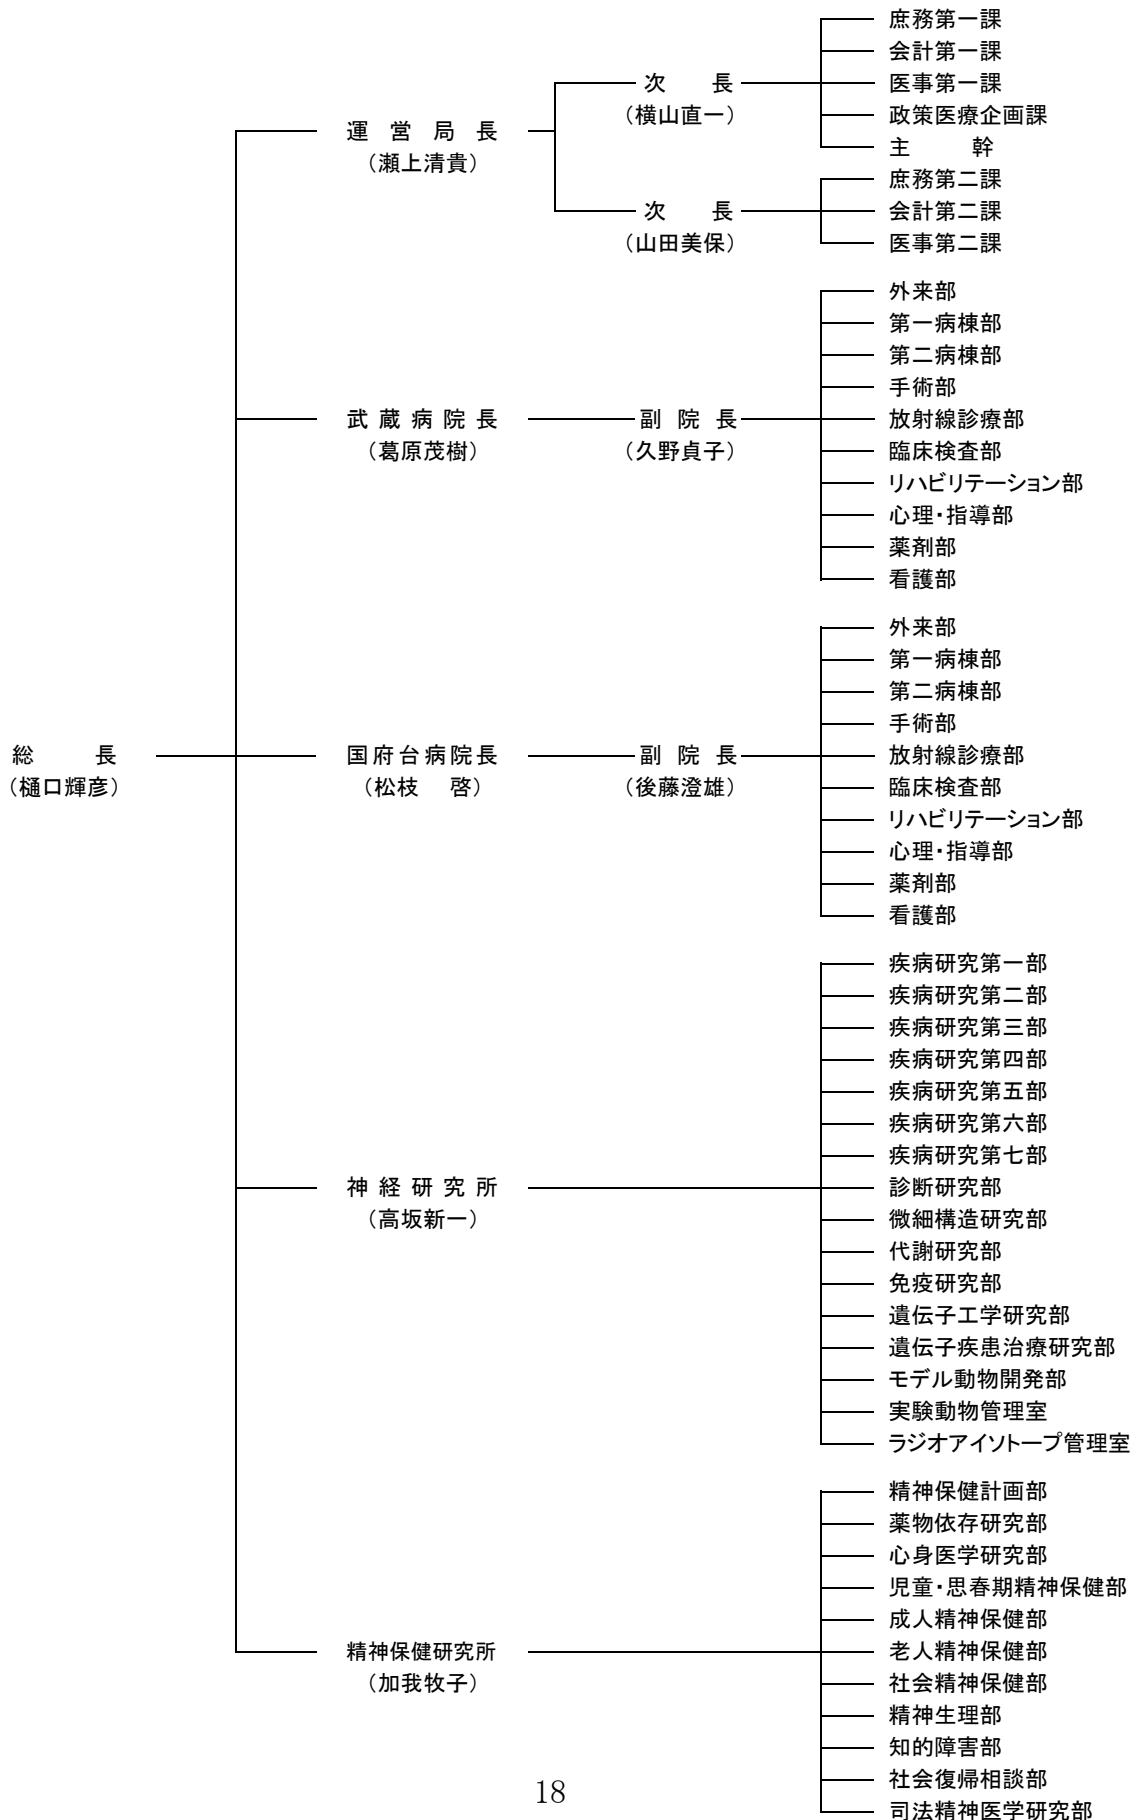 総長
(樋口輝彦)
運営局長
(瀬上清貴)
次長
(横山直一)
庶務第一課
会計第一課
医事第一課
政策医療企画課
主幹
次長
(山田美保)
庶務第二課
会計第二課
医事第二課
武蔵病院長
(葛原茂樹)
副院長
(久野貞子)
外来部
第一病棟部
第二病棟部
手術部
放射線診療部
臨床検査部
リハビリテーション部
心理・指導部
薬剤部
看護部
国府台病院長
(松枝 啓)
副院長
(後藤澄雄)
外来部
第一病棟部
第二病棟部
手術部
放射線診療部
臨床検査部
リハビリテーション部
心理・指導部
薬剤部
看護部
神経研究所
(高坂新一)
疾病研究第一部
疾病研究第二部
疾病研究第三部
疾病研究第四部
疾病研究第五部
疾病研究第六部
疾病研究第七部
診断研究部
微細構造研究部
代謝研究部
免疫研究部
遺伝子工学研究部
遺伝子疾患治療研究部
モデル動物開発部
実験動物管理室
ラジオアイソトープ管理室
精神保健研究所
(加我牧子)
精神保健計画部
薬物依存研究部
心身医学研究部
児童・思春期精神保健部
成人精神保健部
老人精神保健部
社会精神保健部
精神生理部
知的障害部
社会復帰相談部
司法精神医学研究部
18